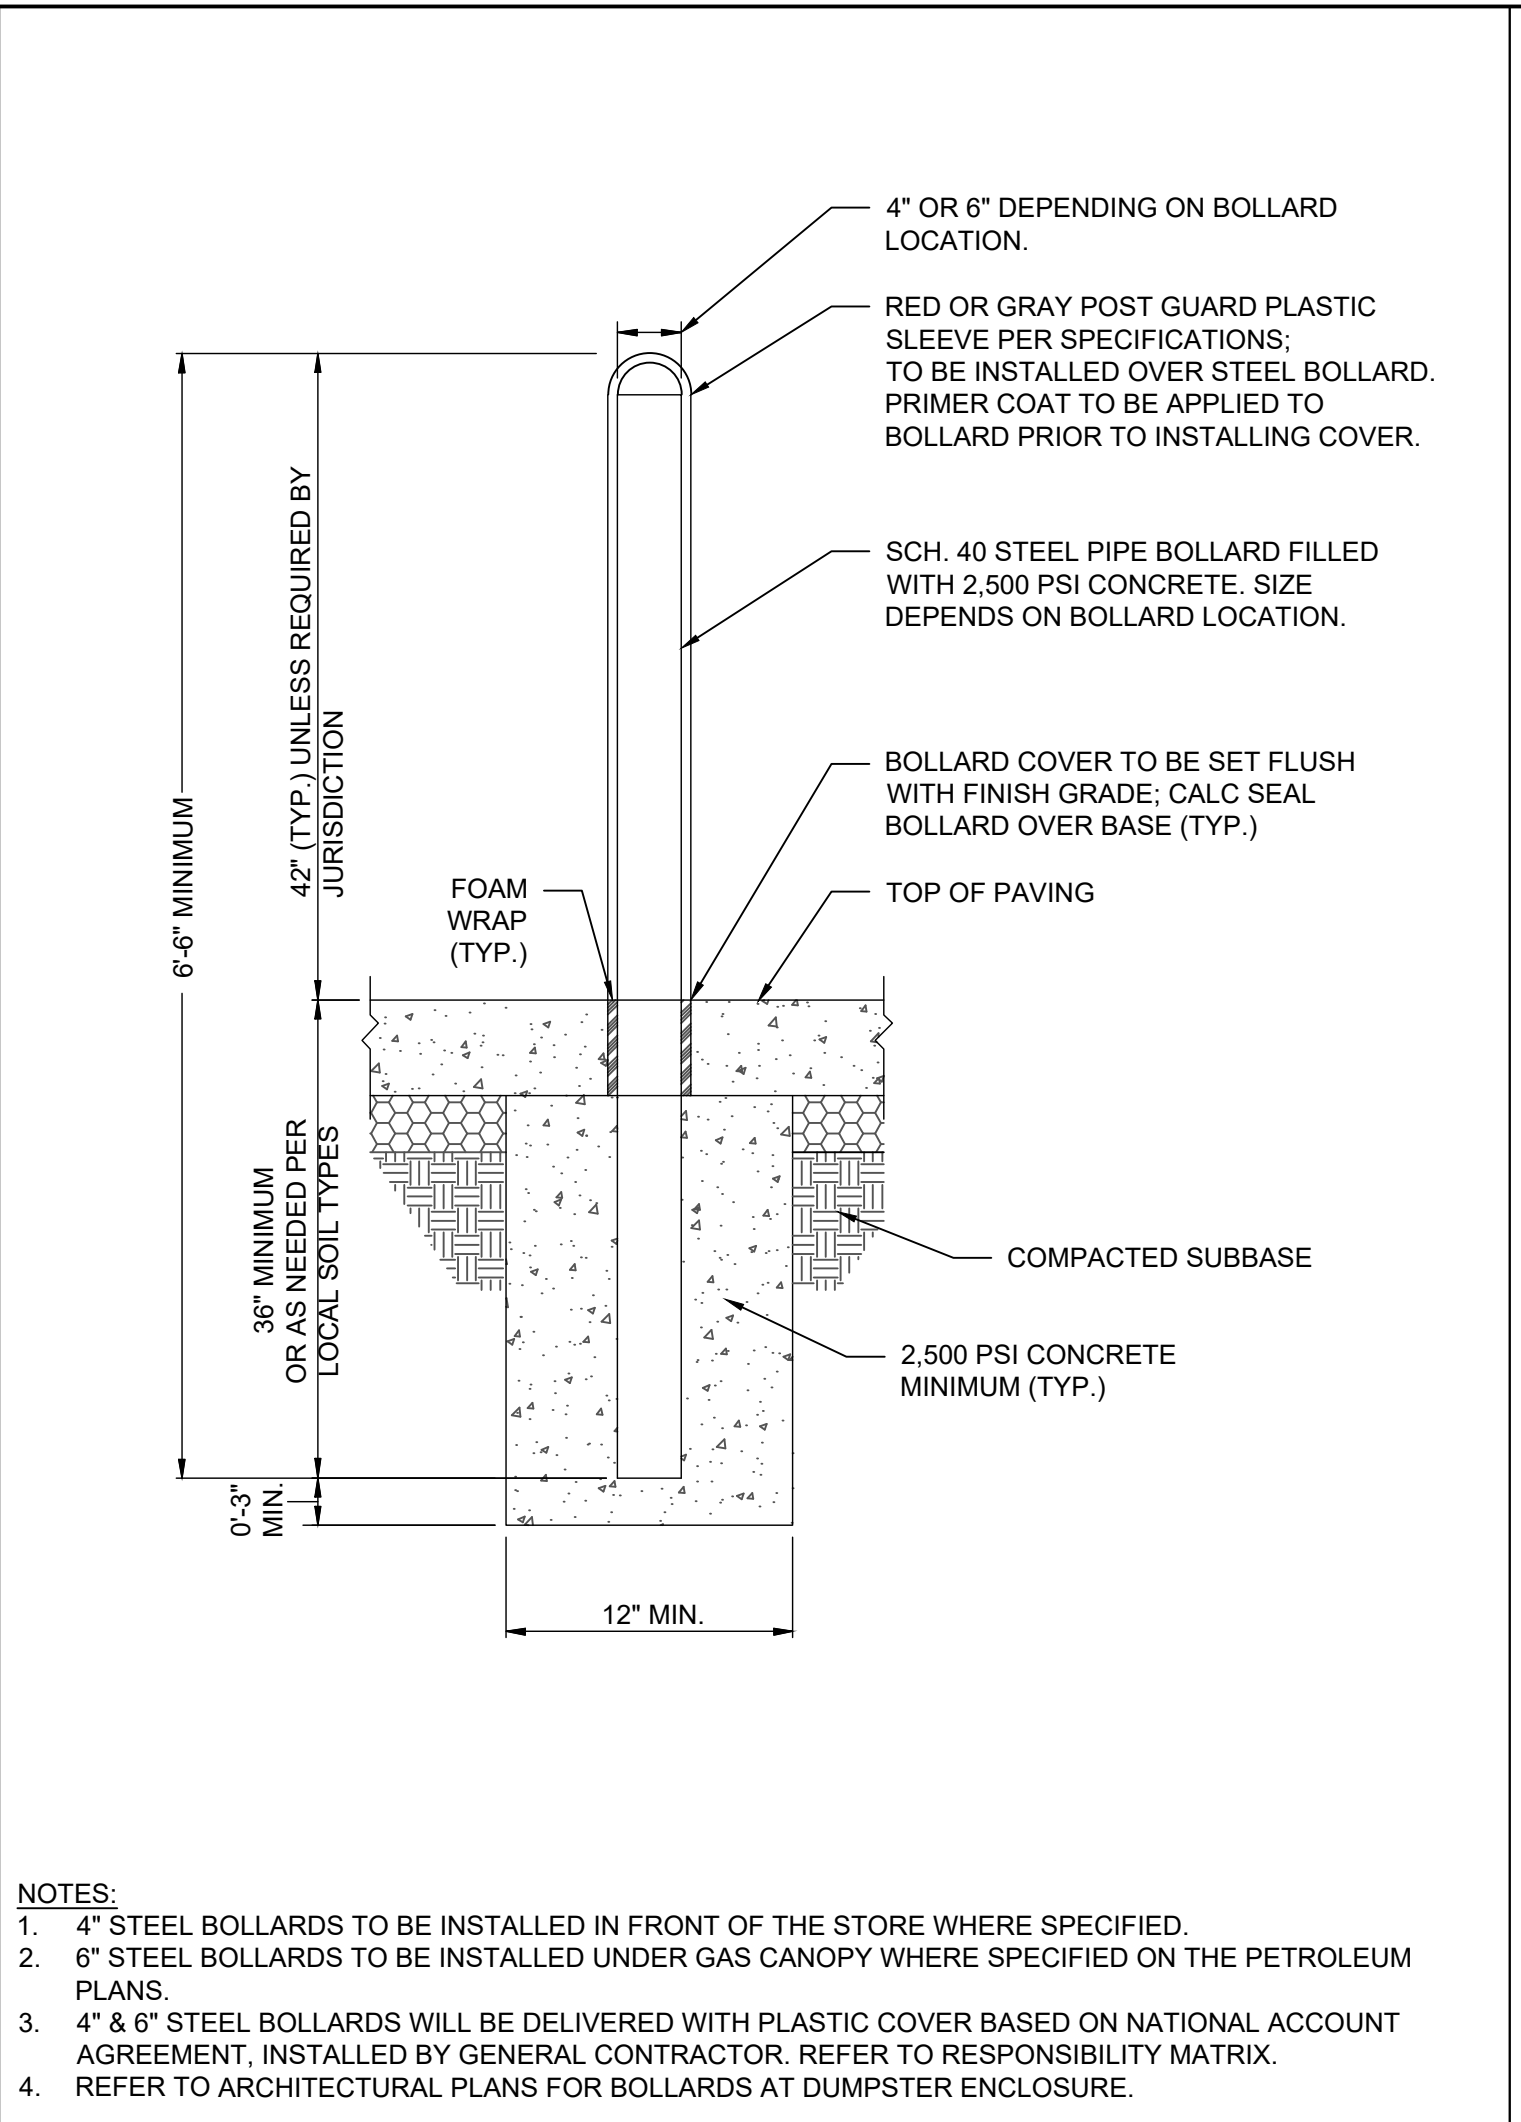 4" OR 6" DEPENDING ON BOLLARD
LOCATION.
RED OR GRAY POST GUARD PLASTIC
SLEEVE PER SPECIFICATIONS;
TO BE INSTALLED OVER STEEL BOLLARD.
PRIMER COAT TO BE APPLIED TO
BOLLARD PRIOR TO INSTALLING COVER.
SCH. 40 STEEL PIPE BOLLARD FILLED
WITH 2,500 PSI CONCRETE. SIZE
DEPENDS ON BOLLARD LOCATION.
BOLLARD COVER TO BE SET FLUSH
WITH FINISH GRADE; CALC SEAL
BOLLARD OVER BASE (TYP.)
TOP OF PAVING
FOAM
WRAP
(TYP.)
6'-6" MINIMUM
42" (TYP.) UNLESS REQUIRED BY
JURISDICTION
36" MINIMUM
OR AS NEEDED PER
LOCAL SOIL TYPES
COMPACTED SUBBASE
2,500 PSI CONCRETE
MINIMUM (TYP.)
0'-3"
MIN.
12" MIN.
NOTES:
1. 4" STEEL BOLLARDS TO BE INSTALLED IN FRONT OF THE STORE WHERE SPECIFIED.
2. 6" STEEL BOLLARDS TO BE INSTALLED UNDER GAS CANOPY WHERE SPECIFIED ON THE PETROLEUM
PLANS.
3. 4" & 6" STEEL BOLLARDS WILL BE DELIVERED WITH PLASTIC COVER BASED ON NATIONAL ACCOUNT
AGREEMENT, INSTALLED BY GENERAL CONTRACTOR. REFER TO RESPONSIBILITY MATRIX.
4. REFER TO ARCHITECTURAL PLANS FOR BOLLARDS AT DUMPSTER ENCLOSURE.